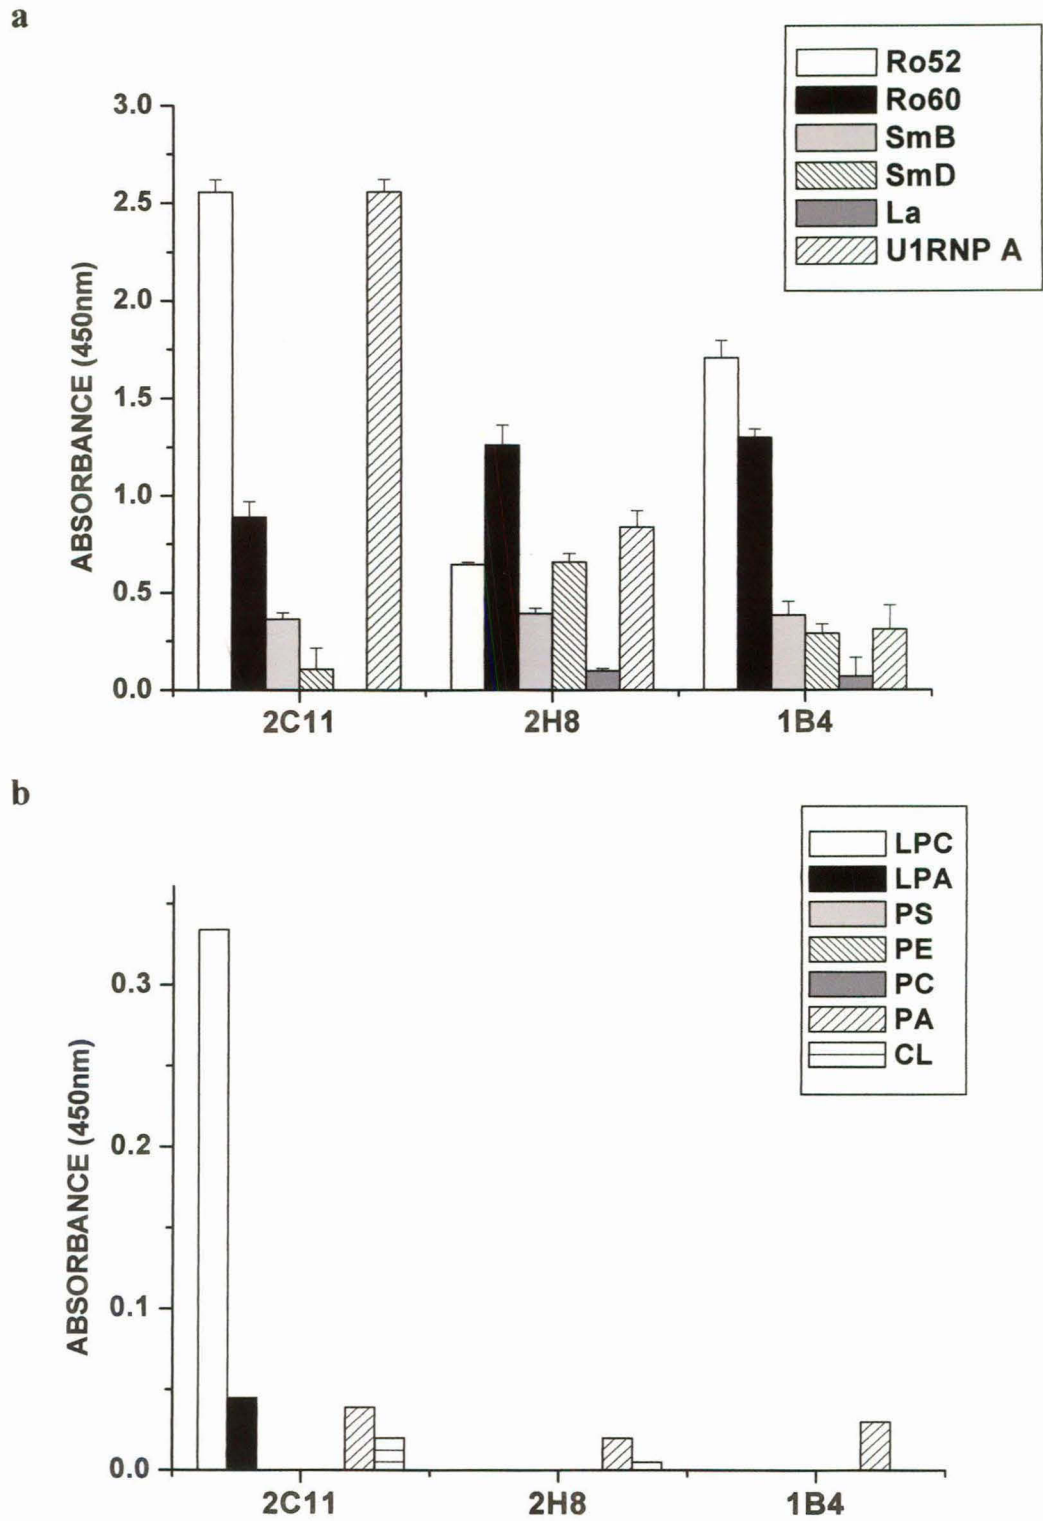 a
Ro52
Ro60
SmB
SmD
La
U1RNP A
3.0
2.5
2.0
1.5
1.0
0.5
0.0
ABSORBANCE (450nm)
2C11 2H8 1B4
b
LPC
LPA
PS
PE
PC
PA
CL
0.3
0.2
0.1
0.0
ABSORBANCE (450nm)
2C11 2H8 1B4